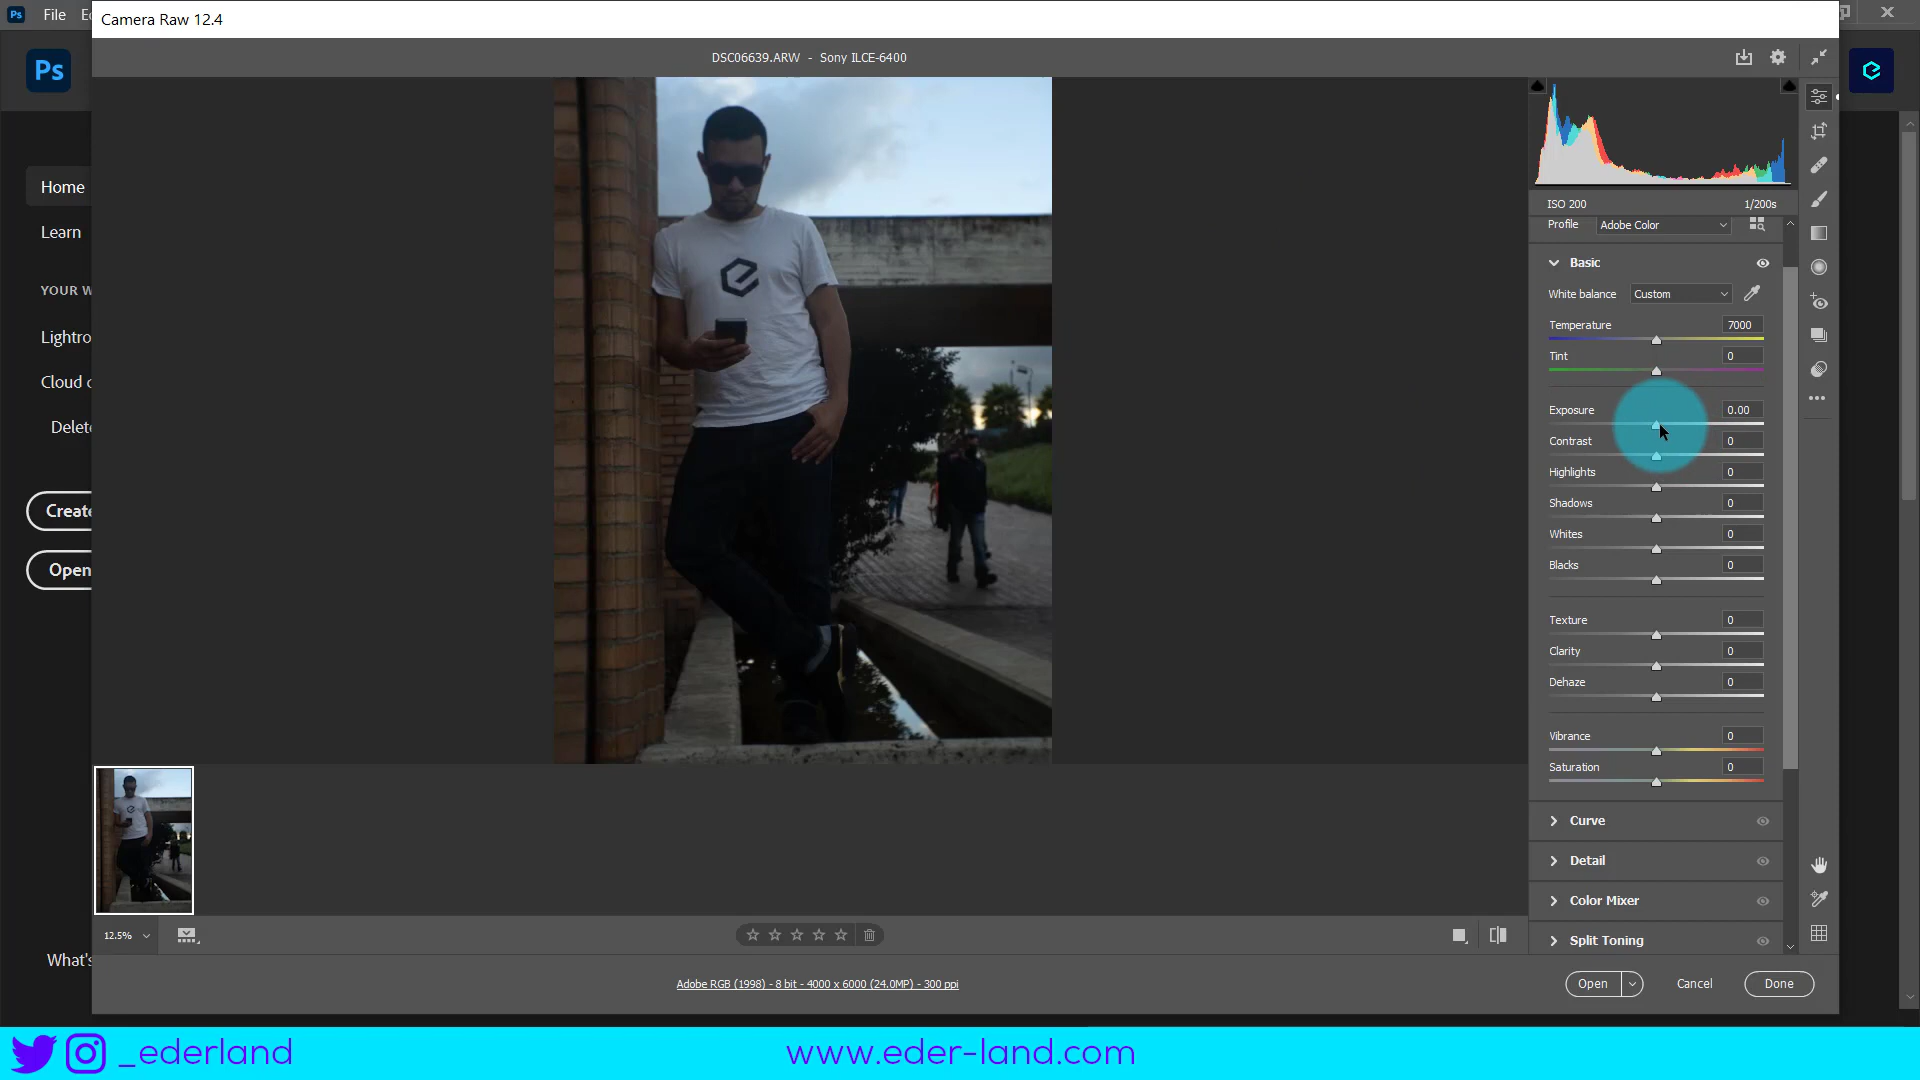 Camera Raw 12.4
Ps File
DSC06639.ARW - Sony ILCE-6400
Ps
Home
Learn
YOUR W
Lightro
Cloud
Delete
Create
Open
What's
ISO 200 1/200s
Profile Adobe Color
Basic
White balance Custom
Temperature 7000
Tint 0
Exposure 0.00
Contrast 0
Highlights 0
Shadows 0
Whites 0
Blacks 0
Texture 0
Clarity 0
Dehaze 0
Vibrance 0
Saturation 0
Curve
Detail
Color Mixer
Split Toning
12.5%
Adobe RGB (1998) - 8 bit - 4000 x 6000 (24.0MP) - 300 ppi
Open Cancel Done
_ederland www.eder-land.com